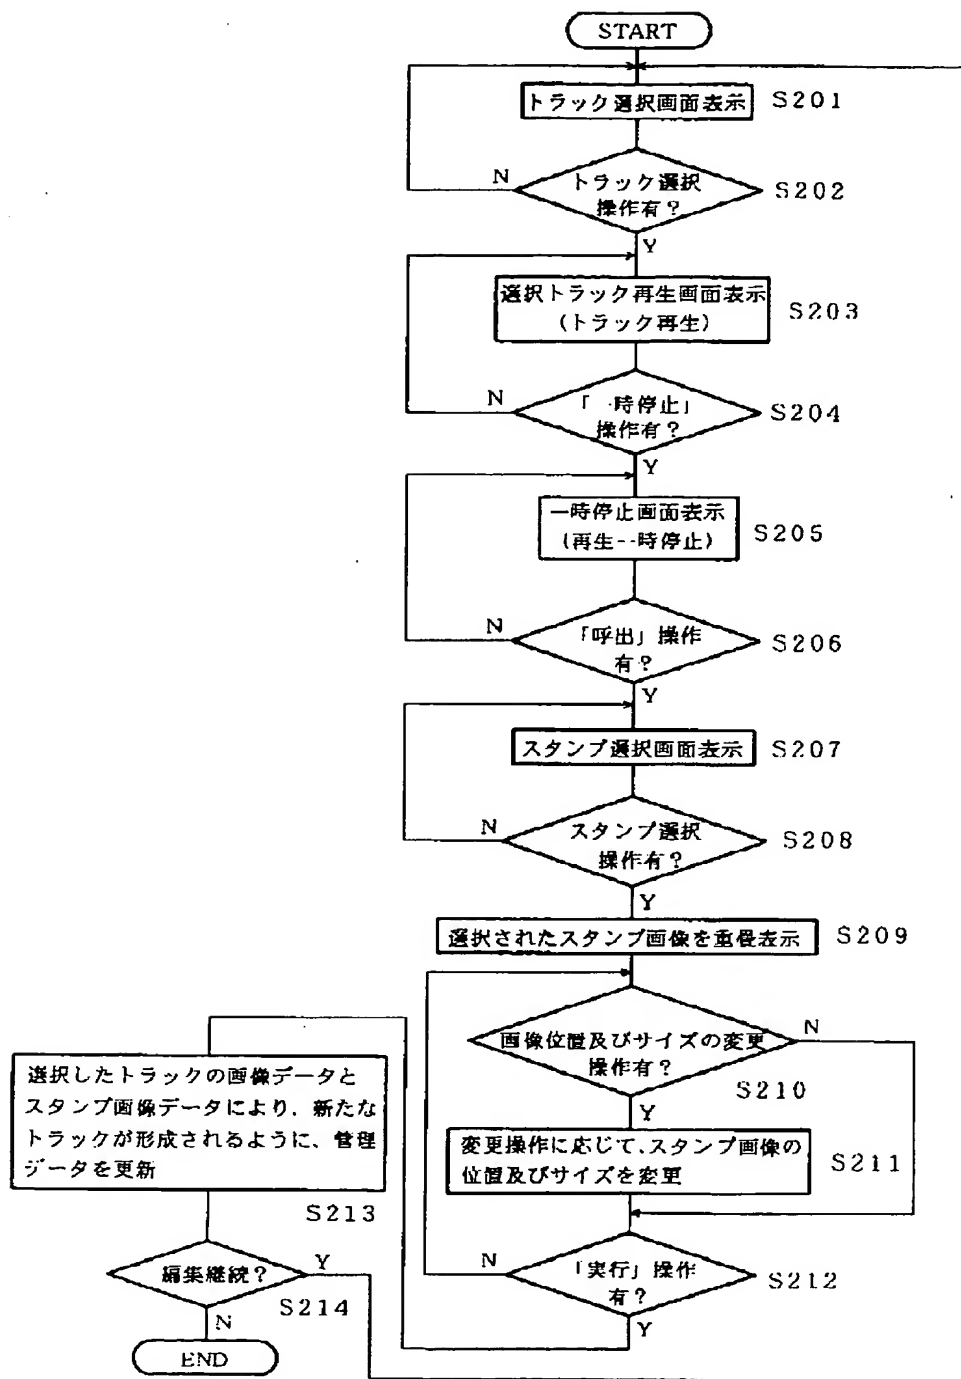 START
トラック選択画面表示
S201
トラック選択
操作有?
S202
N
Y
選択トラック再生画面表示
(トラック再生)
S203
「一時停止」
操作有?
S204
N
Y
一時停止画面表示
(再生一時停止)
S205
「呼出」操作
有?
S206
N
Y
スタンプ選択画面表示
S207
スタンプ選択
操作有?
S208
N
Y
選択されたスタンプ画像を重畳表示
S209
画像位置及びサイズの変更
操作有?
S210
N
Y
変更操作に応じて、スタンプ画像の
位置及びサイズを変更
S211
「実行」操作
有?
S212
N
Y
選択したトラックの画像データと
スタンプ画像データにより、新たな
トラックが形成されるように、管理
データを更新
S213
編集継続?
S214
Y
N
END